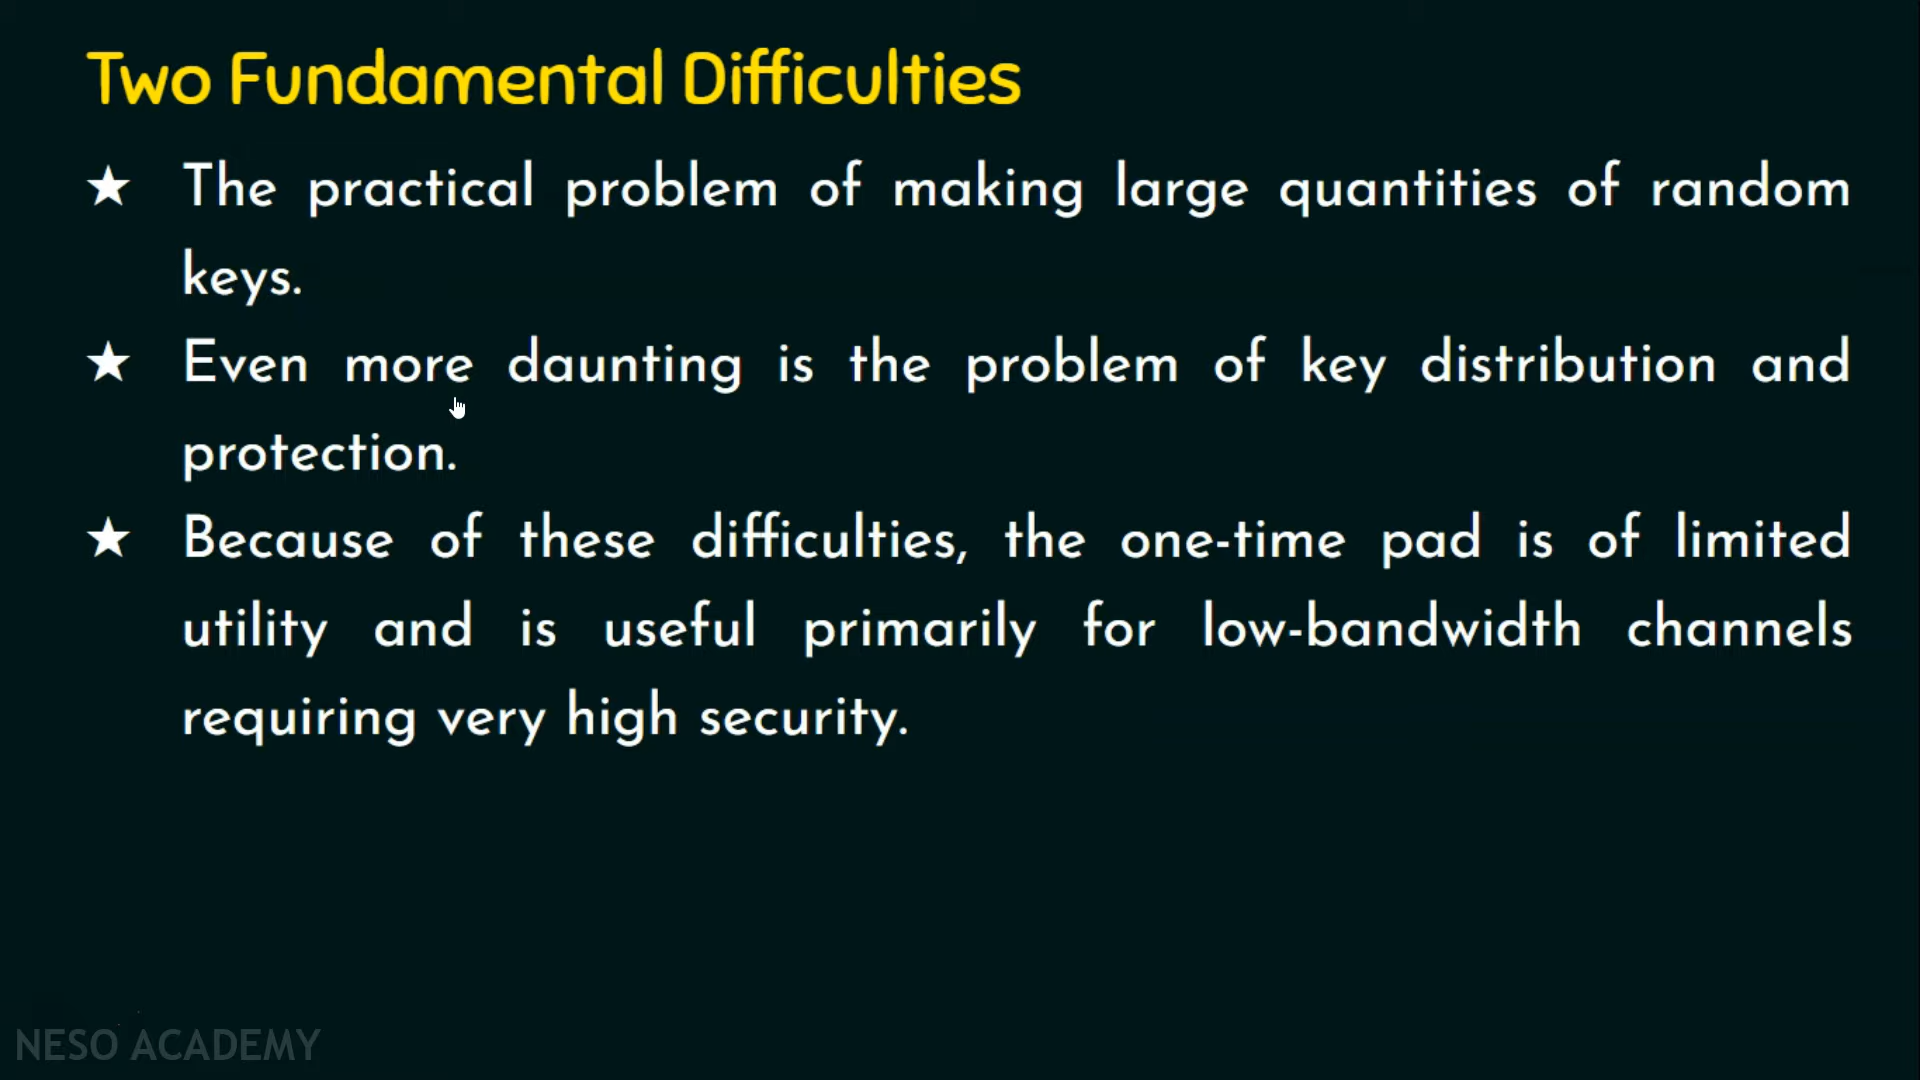 Two Fundamental Difficulties
★ The practical problem of making large quantities of random
keys.
★ Even more daunting is the problem of key distribution and
protection.
★ Because of these difficulties, the one-time pad is of limited
utility and is useful primarily for low-bandwidth channels
requiring very high security.
NESO ACADEMY